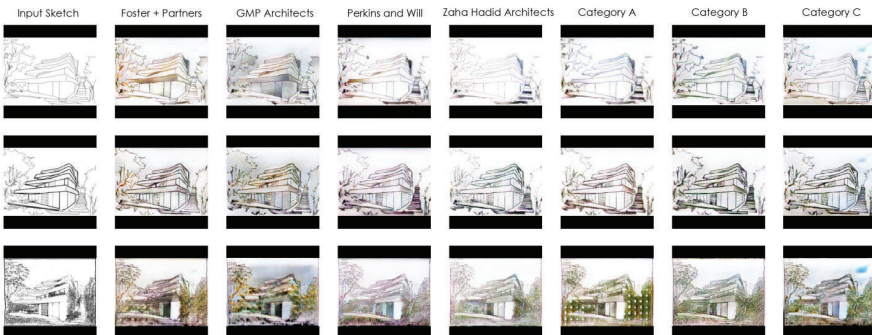 Input Sketch
Foster + Partners
GMP Architects
Perkins and Will
Zaha Hadid Architects
Category A
Category B
Category C